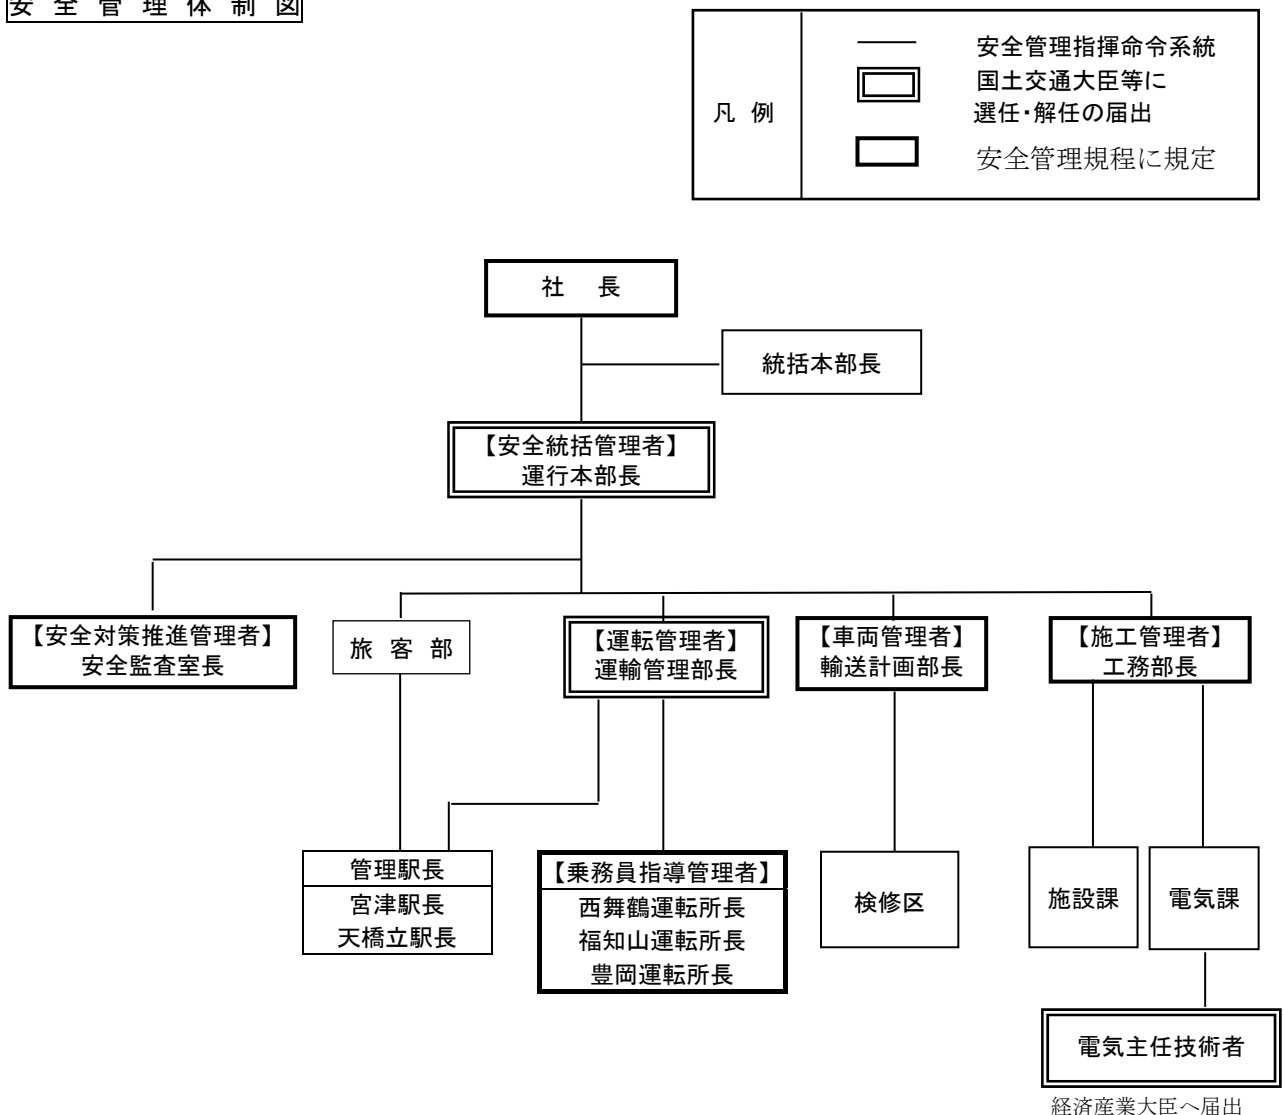 安全管理体制図
凡例
安全管理指揮命令系統
国土交通大臣等に
選任・解任の届出
安全管理規程に規定
社長
統括本部長
【安全統括管理者】
運行本部長
【安全対策推進管理者】
安全監査室長
旅客部
【運転管理者】
運輸管理部長
【車両管理者】
輸送計画部長
【施工管理者】
工務部長
管理駅長
宮津駅長
天橋立駅長
【乗務員指導管理者】
西舞鶴運転所長
福知山運転所長
豊岡運転所長
検修区
施設課
電気課
電気主任技術者
経済産業大臣へ届出